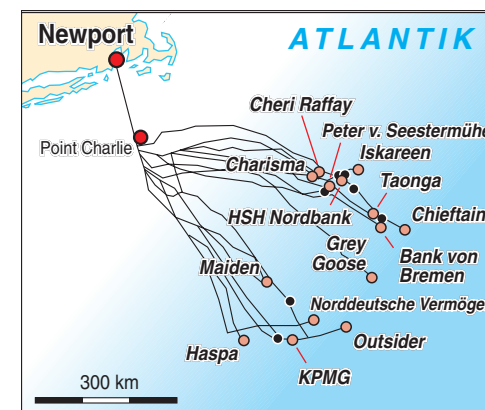 Newport
ATLANTIK
Cheri Raffay
Point Charlie
Peter v. Seestermühe
Iskareen
Charisma
Taonga
HSH Nordbank
Chieftain
Grey
Goose
Bank von
Bremen
Maiden
Norddeutsche Vermöge
Haspa
Outsider
KPMG
300 km